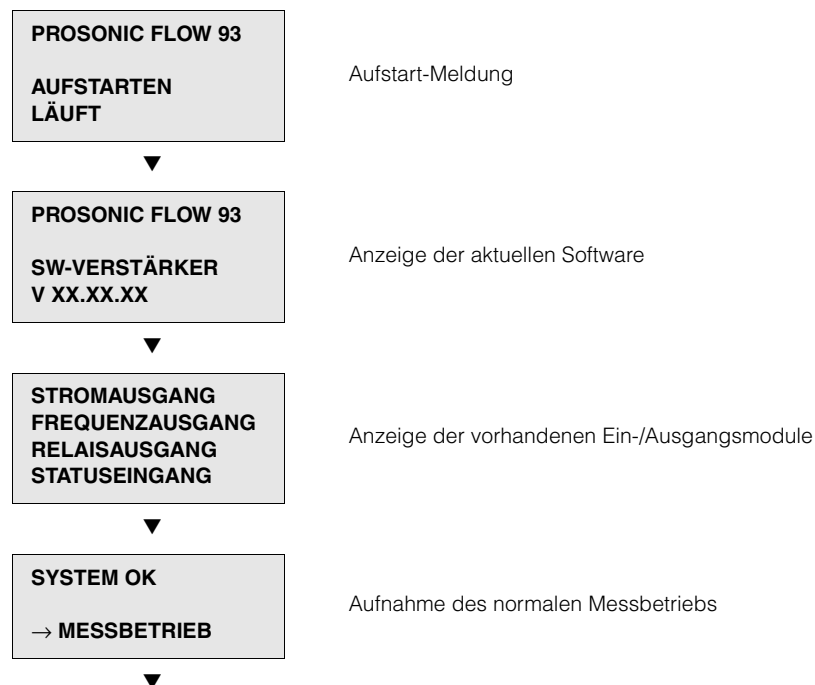 PROSONIC FLOW 93
AUFSTARTEN
LÄUFT
Aufstart-Meldung
▼
PROSONIC FLOW 93
SW-VERSTÄRKER
V XX.XX.XX
Anzeige der aktuellen Software
▼
STROMAUSGANG
FREQUENZAUSGANG
RELAISAUSGANG
STATUSEINGANG
Anzeige der vorhandenen Ein-/Ausgangsmodule
▼
SYSTEM OK
→ MESSBETRIEB
Aufnahme des normalen Messbetriebs
▼